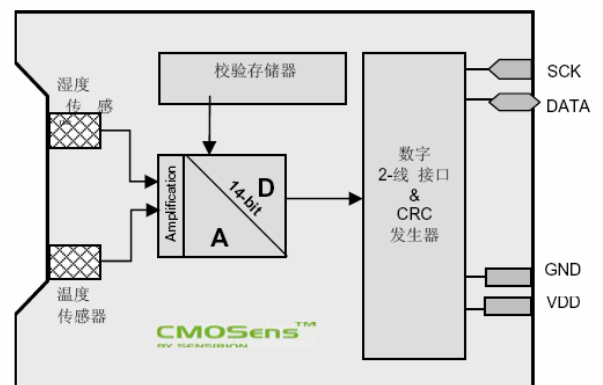 湿度
传 感
校验存储器
Amplification
14-bit
D
A
数字
2-线 接口
&
CRC
发生器
SCK
DATA
GND
VDD
温度
传感器
CMOSens™
BY SENSIRION